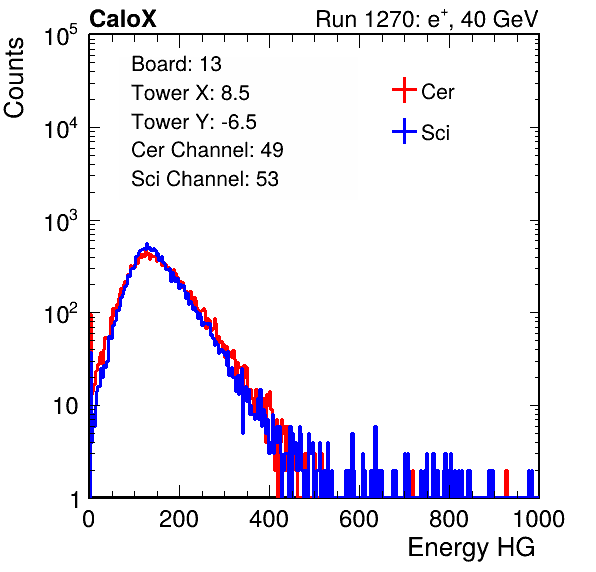 CaloX Run 1270: e⁺, 40 GeV
Counts
Board: 13
Tower X: 8.5
Tower Y: -6.5
Cer Channel: 49
Sci Channel: 53
Cer
Sci
10⁵
10⁴
10³
10²
10
1
0 200 400 600 800 1000
Energy HG